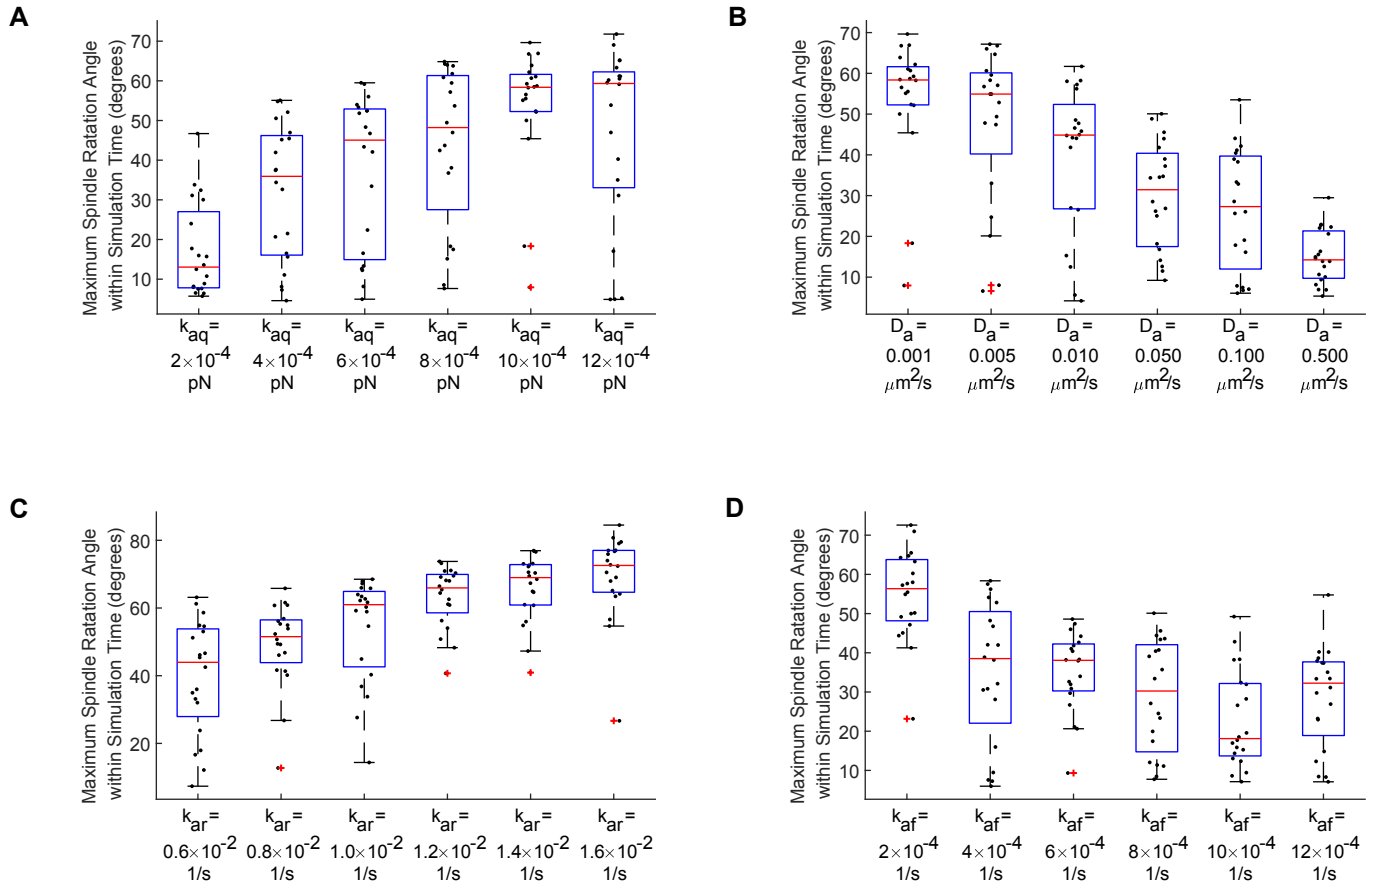 A
Maximum Spindle Ratation Angle
within Simulation Time (degrees)
70
60
50
40
30
20
10
kaq= kaq= kaq= kaq= kaq= kaq=
2×10-4 4×10-4 6×10-4 8×10-4 10×10-4 12×10-4
pN pN pN pN pN pN
B
Maximum Spindle Ratation Angle
within Simulation Time (degrees)
70
60
50
40
30
20
10
Da= Da= Da= Da= Da= Da=
0.001 0.005 0.010 0.050 0.100 0.500
μm2/s μm2/s μm2/s μm2/s μm2/s μm2/s
C
Maximum Spindle Ratation Angle
within Simulation Time (degrees)
80
60
40
20
kar= kar= kar= kar= kar= kar=
0.6×10-2 0.8×10-2 1.0×10-2 1.2×10-2 1.4×10-2 1.6×10-2
1/s 1/s 1/s 1/s 1/s 1/s
D
Maximum Spindle Ratation Angle
within Simulation Time (degrees)
70
60
50
40
30
20
10
kaf= kaf= kaf= kaf= kaf= kaf=
2×10-4 4×10-4 6×10-4 8×10-4 10×10-4 12×10-4
1/s 1/s 1/s 1/s 1/s 1/s